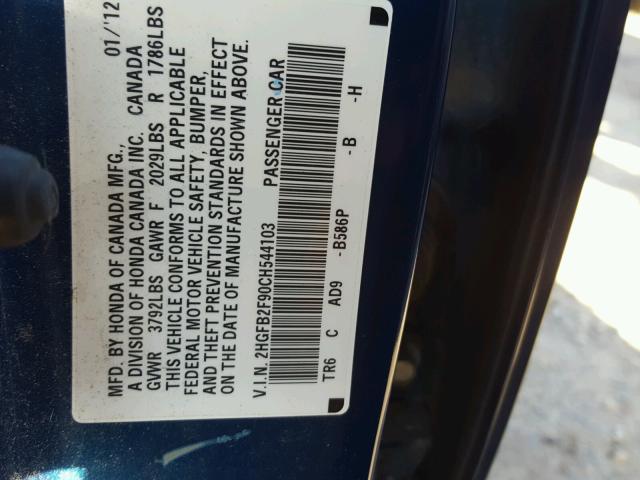 MFD. BY HONDA OF CANADA MFG., 01/'12
A DIVISION OF HONDA CANADA INC. CANADA
GVWR 3792LBS GAWR F 2029LBS R 1786LBS
THIS VEHICLE CONFORMS TO ALL APPLICABLE
FEDERAL MOTOR VEHICLE SAFETY, BUMPER,
AND THEFT PREVENTION STANDARDS IN EFFECT
ON THE DATE OF MANUFACTURE SHOWN ABOVE.
V.I.N. 2HGFB2F90CH544103 PASSENGER CAR
TR6 C AD9 -B586P -B -H